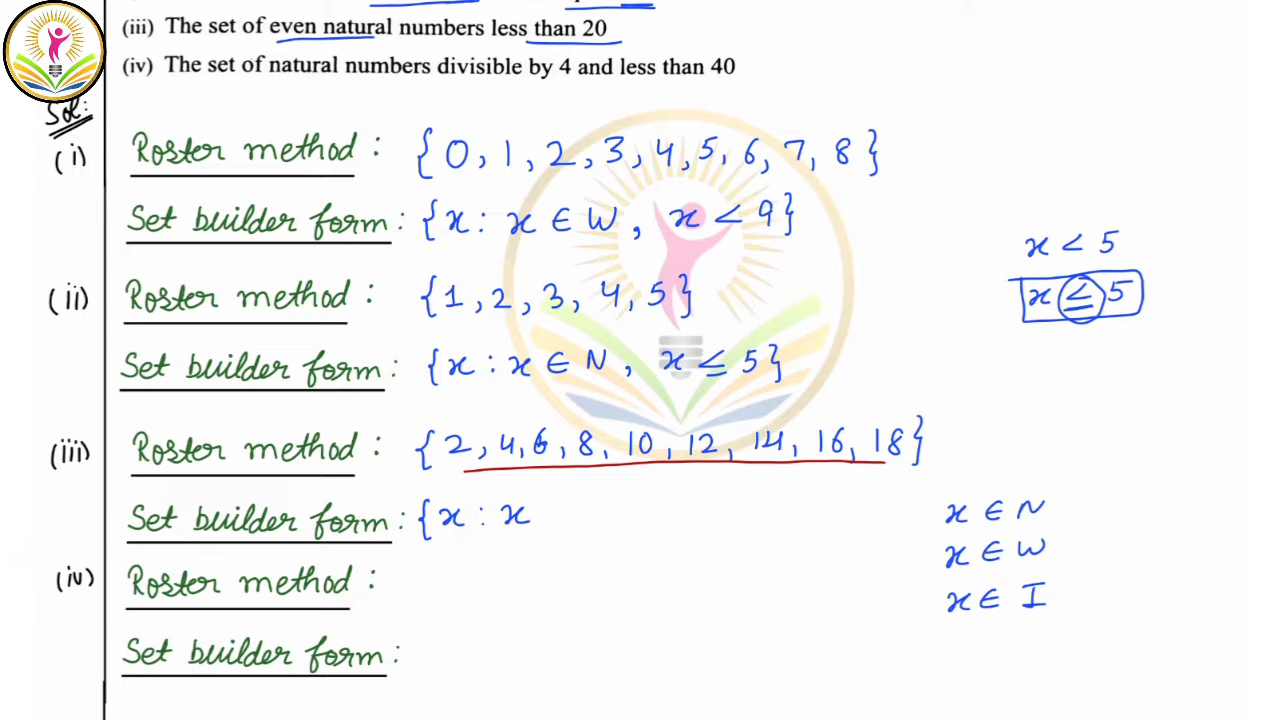 (iii) The set of even natural numbers less than 20
(iv) The set of natural numbers divisible by 4 and less than 40
Sol:
(i) Roster method : {0, 1, 2, 3, 4, 5, 6, 7, 8}
Set builder form : {x : x ∈ W, x < 9}
x < 5
(ii) Roster method : {1, 2, 3, 4, 5}
x ≤ 5
Set builder form : {x : x ∈ N, x ≤ 5}
(iii) Roster method : {2, 4, 6, 8, 10, 12, 14, 16, 18}
Set builder form : {x : x
x ∈ N
x ∈ W
(iv) Roster method :
x ∈ I
Set builder form :